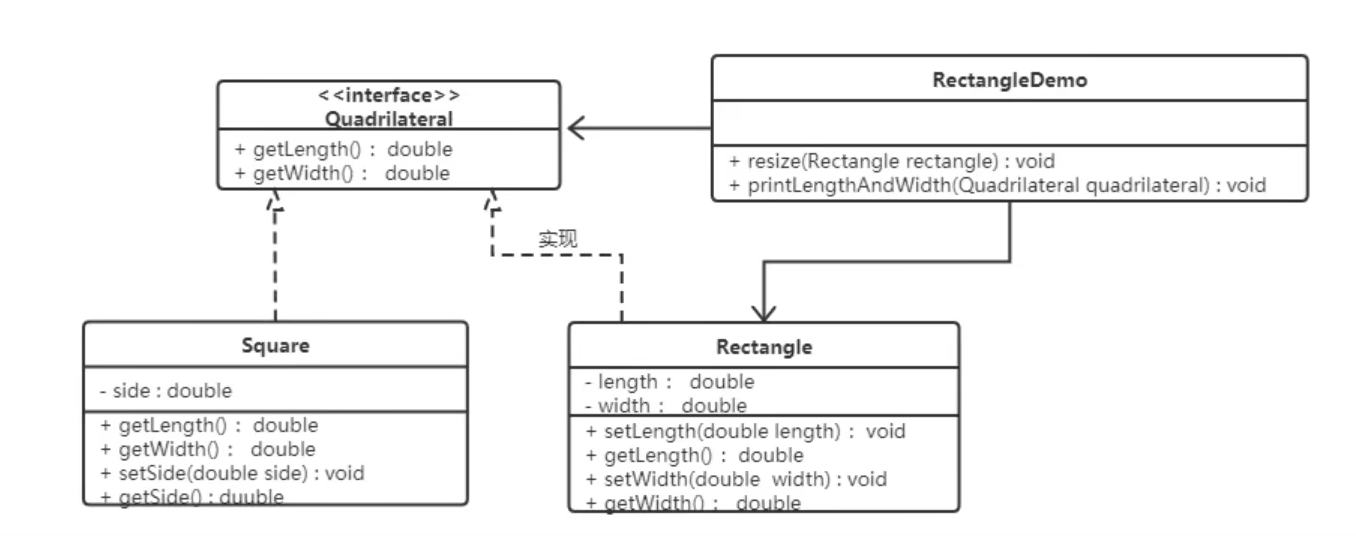 <<interface>>
Quadrilateral
+ getLength() : double
+ getWidth() : double
RectangleDemo
+ resize(Rectangle rectangle) : void
+ printLengthAndWidth(Quadrilateral quadrilateral) : void
实现
Square
- side : double
+ getLength() : double
+ getWidth() : double
+ setSide(double side) : void
+ getSide() : duuble
Rectangle
- length : double
- width : double
+ setLength(double length) : void
+ getLength() : double
+ setWidth(double width) : void
+ getWidth() : double